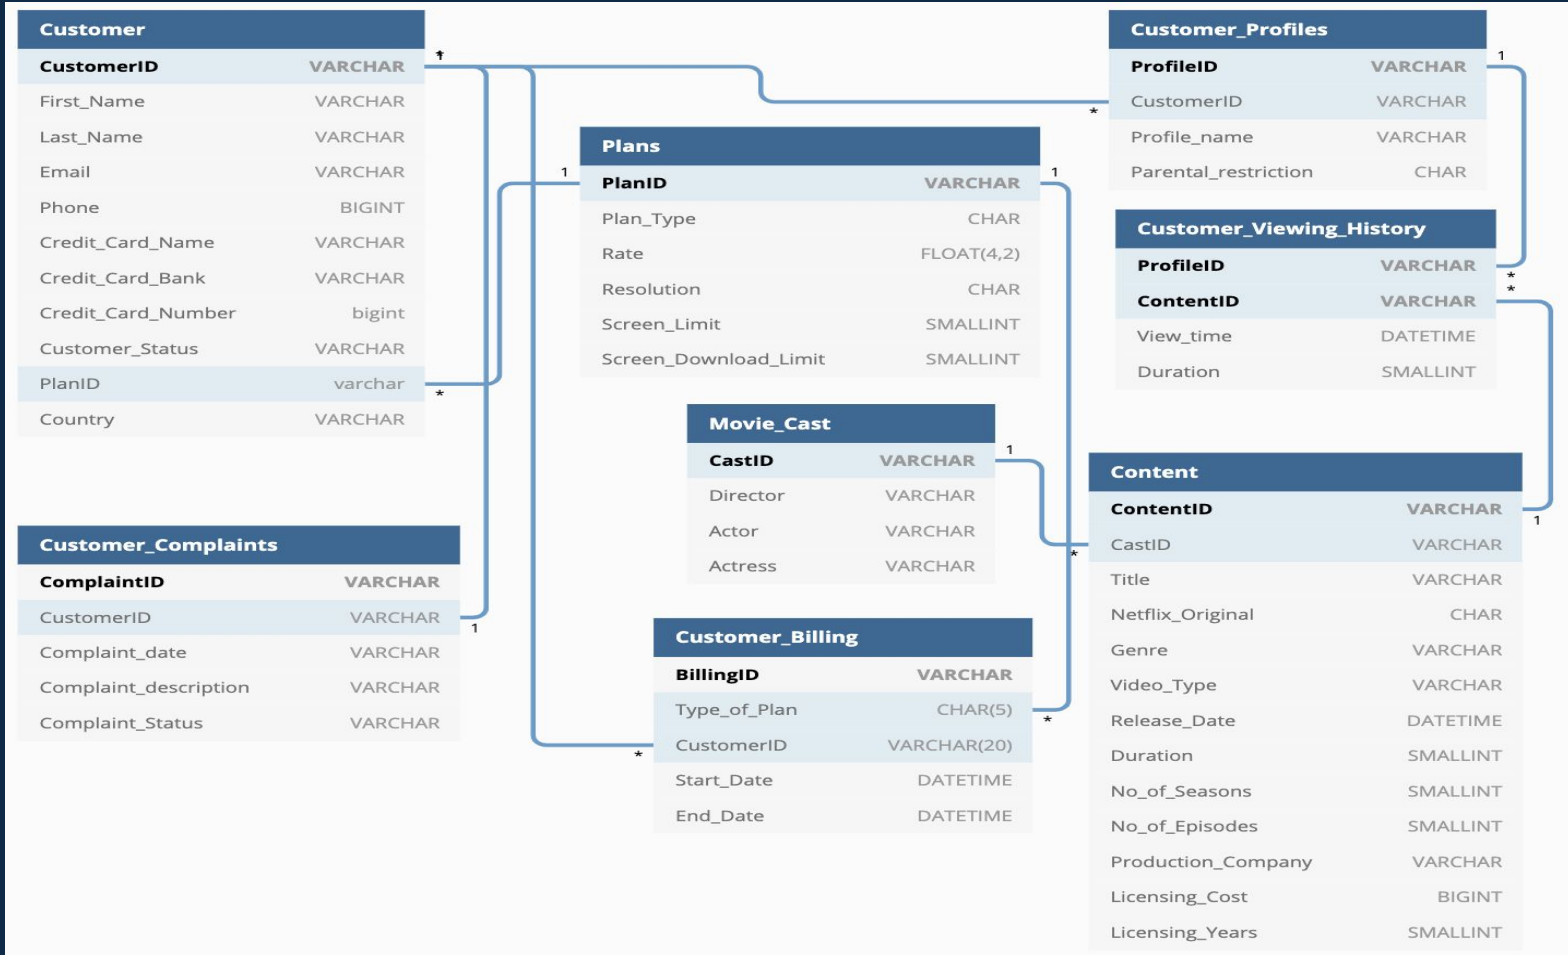 Customer
CustomerID VARCHAR
First_Name VARCHAR
Last_Name VARCHAR
Email VARCHAR
Phone BIGINT
Credit_Card_Name VARCHAR
Credit_Card_Bank VARCHAR
Credit_Card_Number bigint
Customer_Status VARCHAR
PlanID varchar
Country VARCHAR
*
Customer_Complaints
ComplaintID VARCHAR
CustomerID VARCHAR
Complaint_date VARCHAR
Complaint_description VARCHAR
Complaint_Status VARCHAR
1
Plans
1 PlanID VARCHAR 1
Plan_Type CHAR
Rate FLOAT(4,2)
Resolution CHAR
Screen_Limit SMALLINT
Screen_Download_Limit SMALLINT
Movie_Cast
CastID VARCHAR 1
Director VARCHAR
Actor VARCHAR
Actress VARCHAR
Customer_Billing
BillingID VARCHAR
Type_of_Plan CHAR(5) *
* CustomerID VARCHAR(20)
Start_Date DATETIME
End_Date DATETIME
Customer_Profiles
ProfileID VARCHAR 1
* CustomerID VARCHAR
Profile_name VARCHAR
Parental_restriction CHAR
Customer_Viewing_History
ProfileID VARCHAR *
ContentID VARCHAR *
View_time DATETIME
Duration SMALLINT
Content
ContentID VARCHAR 1
* CastID VARCHAR
Title VARCHAR
Netflix_Original CHAR
Genre VARCHAR
Video_Type VARCHAR
Release_Date DATETIME
Duration SMALLINT
No_of_Seasons SMALLINT
No_of_Episodes SMALLINT
Production_Company VARCHAR
Licensing_Cost BIGINT
Licensing_Years SMALLINT